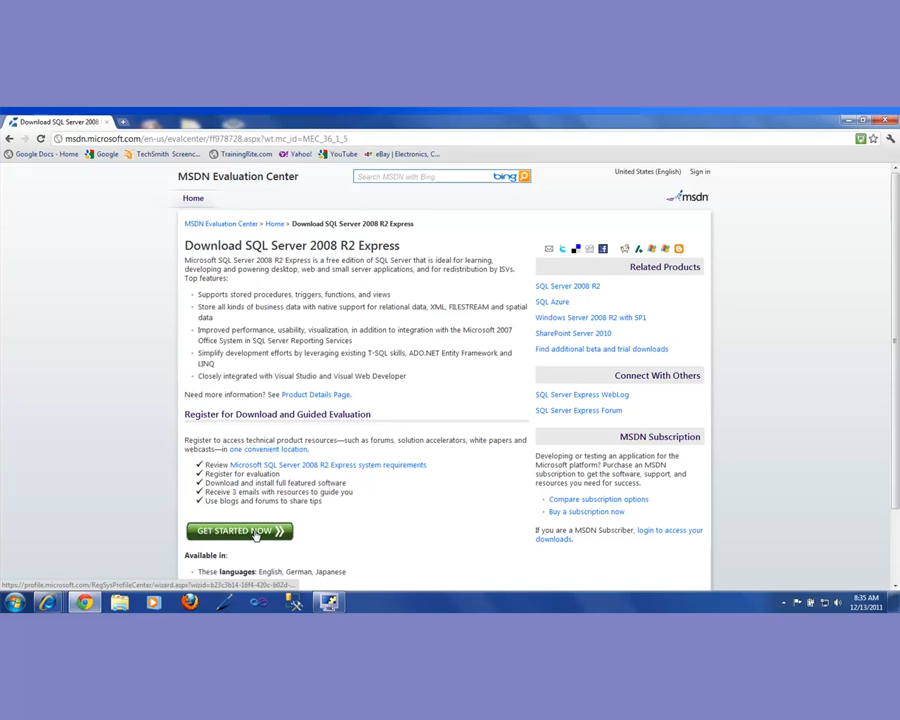 Download SQL Server 2008
msdn.microsoft.com/en-us/evalcenter/ff978728.aspx?wt.mc_id=MEC_36_1_5
Google Docs - Home Google TechSmith Screenc... TrainingRite.com Yahoo! YouTube eBay | Electronics, C...
United States (English) Sign in
MSDN Evaluation Center
Search MSDN with Bing bing
Home
msdn
MSDN Evaluation Center > Home > Download SQL Server 2008 R2 Express
Download SQL Server 2008 R2 Express
Microsoft SQL Server 2008 R2 Express is a free edition of SQL Server that is ideal for learning,
developing and powering desktop, web and small server applications, and for redistribution by ISVs.
Top features:
Supports stored procedures, triggers, functions, and views
Store all kinds of business data with native support for relational data, XML, FILESTREAM and spatial
data
Improved performance, usability, visualization, in addition to integration with the Microsoft 2007
Office System in SQL Server Reporting Services
Simplify development efforts by leveraging existing T-SQL skills, ADO.NET Entity Framework and
LINQ
Closely integrated with Visual Studio and Visual Web Developer
Need more information? See Product Details Page.
Register for Download and Guided Evaluation
Register to access technical product resources—such as forums, solution accelerators, white papers and
webcasts—in one convenient location.
Review Microsoft SQL Server 2008 R2 Express system requirements
Register for evaluation
Download and install full featured software
Receive 3 emails with resources to guide you
Use blogs and forums to share tips
GET STARTED NOW
Available in:
These languages: English, German, Japanese
Related Products
SQL Server 2008 R2
SQL Azure
Windows Server 2008 R2 with SP1
SharePoint Server 2010
Find additional beta and trial downloads
Connect With Others
SQL Server Express WebLog
SQL Server Express Forum
MSDN Subscription
Developing or testing an application for the
Microsoft platform? Purchase an MSDN
subscription to get the software, support, and
resources you need for success.
Compare subscription options
Buy a subscription now
If you are a MSDN Subscriber, login to access your
downloads.
https://profile.microsoft.com/RegSysProfileCenter/wizard.aspx?wizid=b23c3b14-16f4-420c-b02d-...
8:35 AM
12/13/2011